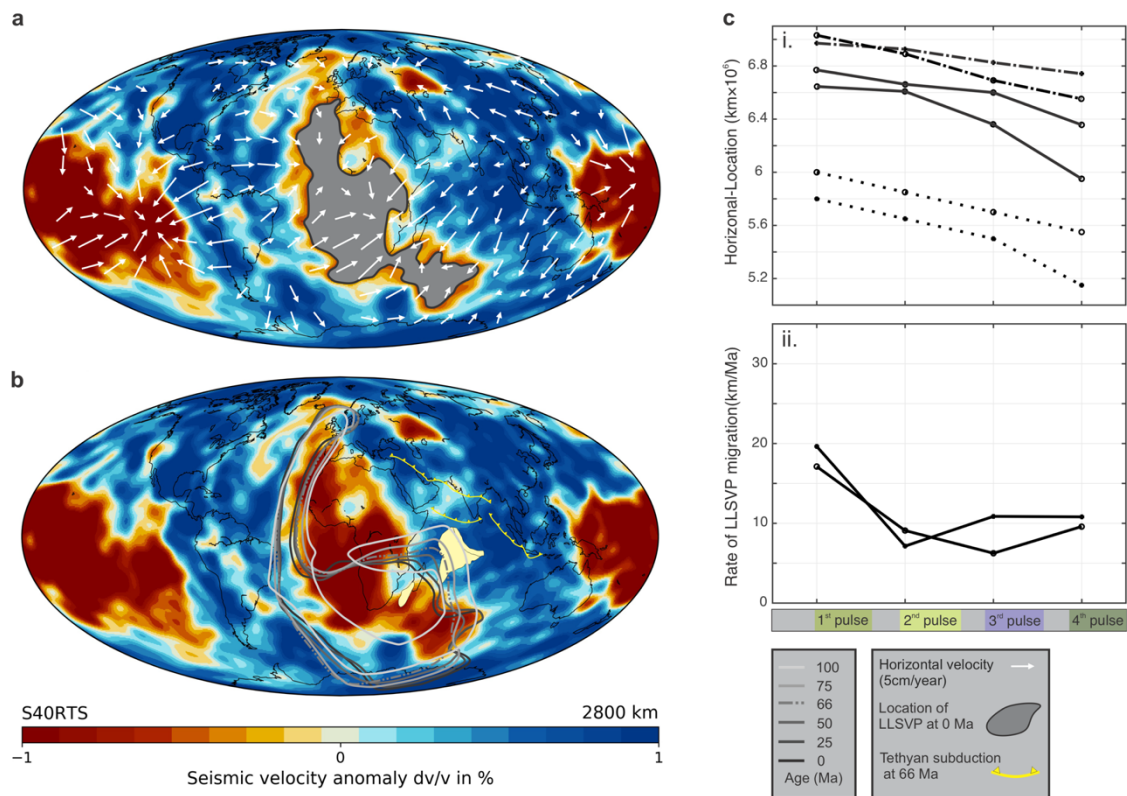 a
b
S40RTS
2800 km
−1
0
1
Seismic velocity anomaly dv/v in %
c
i.
Horizonal-Location (km×10⁶)
6.8
6.4
6
5.6
5.2
ii.
Rate of LLSVP migration(km/Ma)
30
20
10
0
1st pulse
2nd pulse
3rd pulse
4th pulse
100
75
66
50
25
0
Age (Ma)
Horizontal velocity
(5cm/year)
Location of
LLSVP at 0 Ma
Tethyan subduction
at 66 Ma